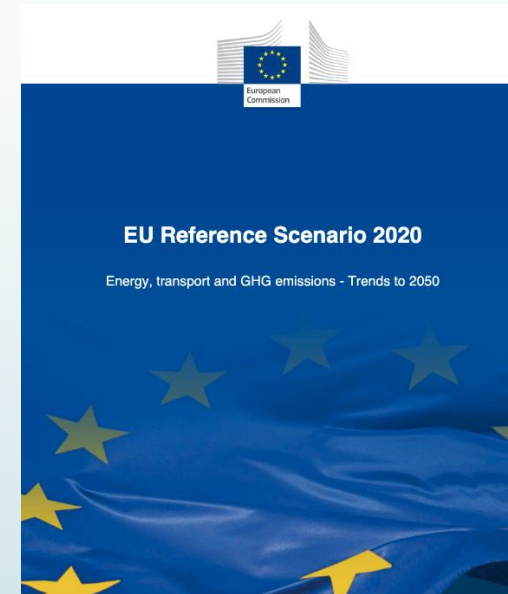 European
Commission
EU Reference Scenario 2020
Energy, transport and GHG emissions - Trends to 2050